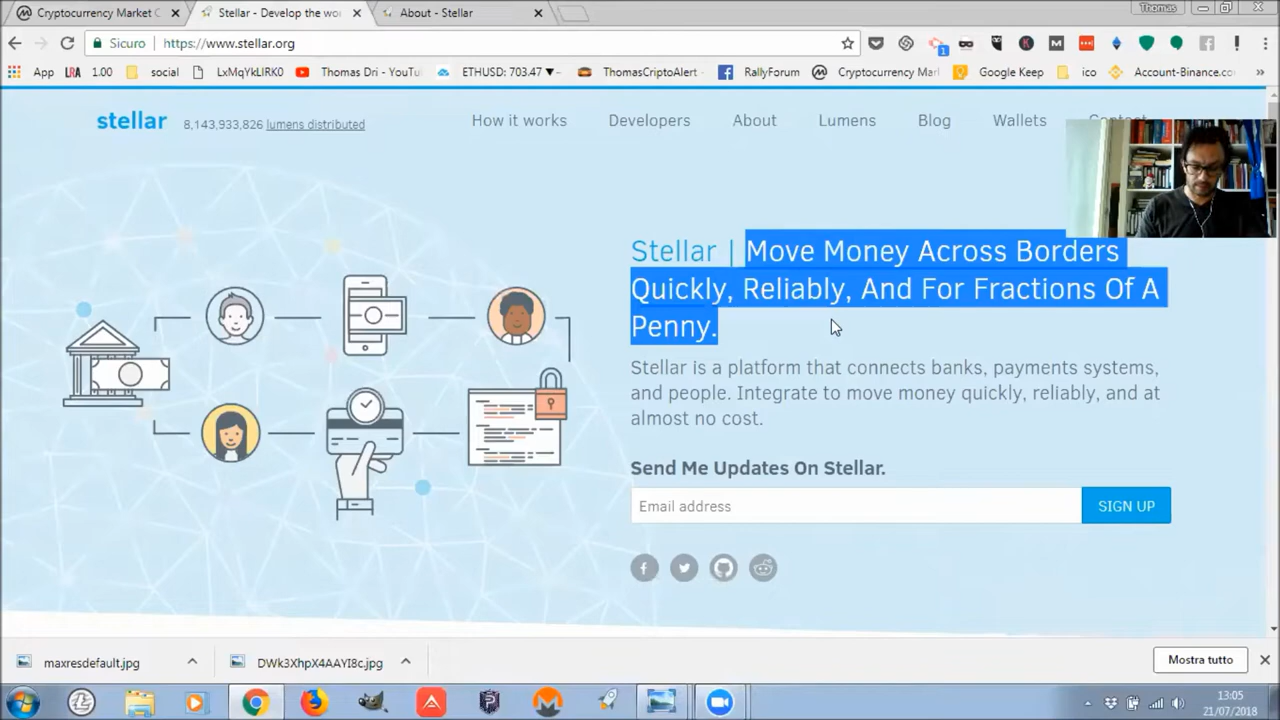 Cryptocurrency Market C
Stellar - Develop the wo
About - Stellar
Thomas
Sicuro
https://www.stellar.org
App
LRA
1.00
social
LxMqYkLIRK0
Thomas Dri - YouTu
ETHUSD: 703.47
ThomasCriptoAlert
RallyForum
Cryptocurrency Marl
Google Keep
ico
Account-Binance.co
stellar
8,143,933,826 lumens distributed
How it works
Developers
About
Lumens
Blog
Wallets
Contact
Stellar | Move Money Across Borders
Quickly, Reliably, And For Fractions Of A
Penny.
Stellar is a platform that connects banks, payments systems,
and people. Integrate to move money quickly, reliably, and at
almost no cost.
Send Me Updates On Stellar.
Email address
SIGN UP
maxresdefault.jpg
DWk3XhpX4AAYI8c.jpg
Mostra tutto
13:05
21/07/2018